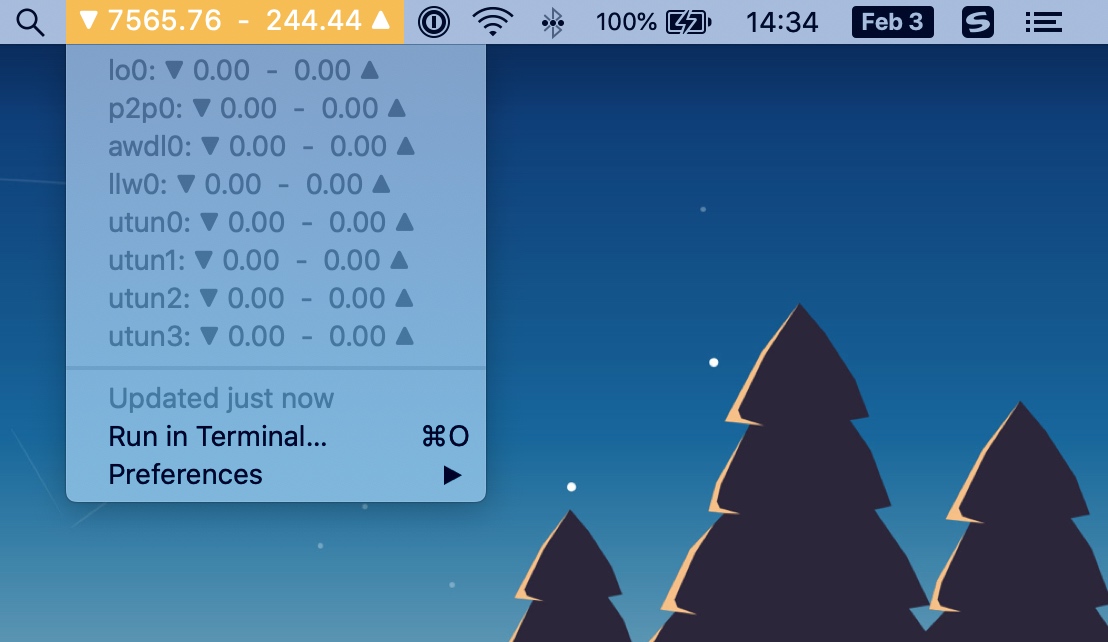 ▼ 7565.76 - 244.44 ▲ 100% 14:34 Feb 3 S
lo0: ▼ 0.00 - 0.00 ▲
p2p0: ▼ 0.00 - 0.00 ▲
awdl0: ▼ 0.00 - 0.00 ▲
llw0: ▼ 0.00 - 0.00 ▲
utun0: ▼ 0.00 - 0.00 ▲
utun1: ▼ 0.00 - 0.00 ▲
utun2: ▼ 0.00 - 0.00 ▲
utun3: ▼ 0.00 - 0.00 ▲
Updated just now
Run in Terminal... ⌘O
Preferences ▶